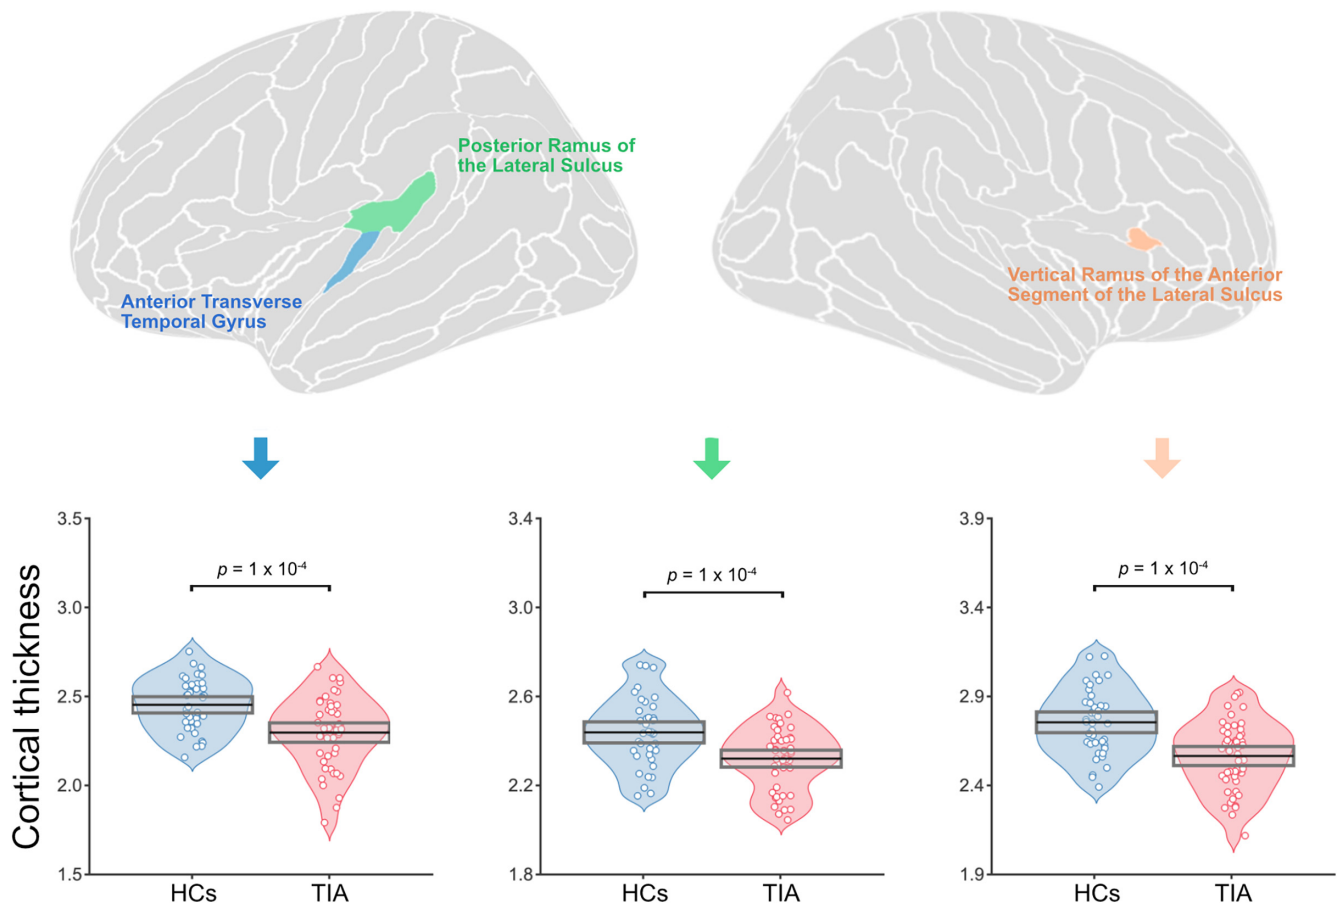 Posterior Ramus of
the Lateral Sulcus
Anterior Transverse
Temporal Gyrus
Vertical Ramus of the Anterior
Segment of the Lateral Sulcus
Cortical thickness
3.5
3.0
2.5
2.0
1.5
p = 1 x 10⁻⁴
HCs
TIA
3.4
3.0
2.6
2.2
1.8
p = 1 x 10⁻⁴
HCs
TIA
3.9
3.4
2.9
2.4
1.9
p = 1 x 10⁻⁴
HCs
TIA